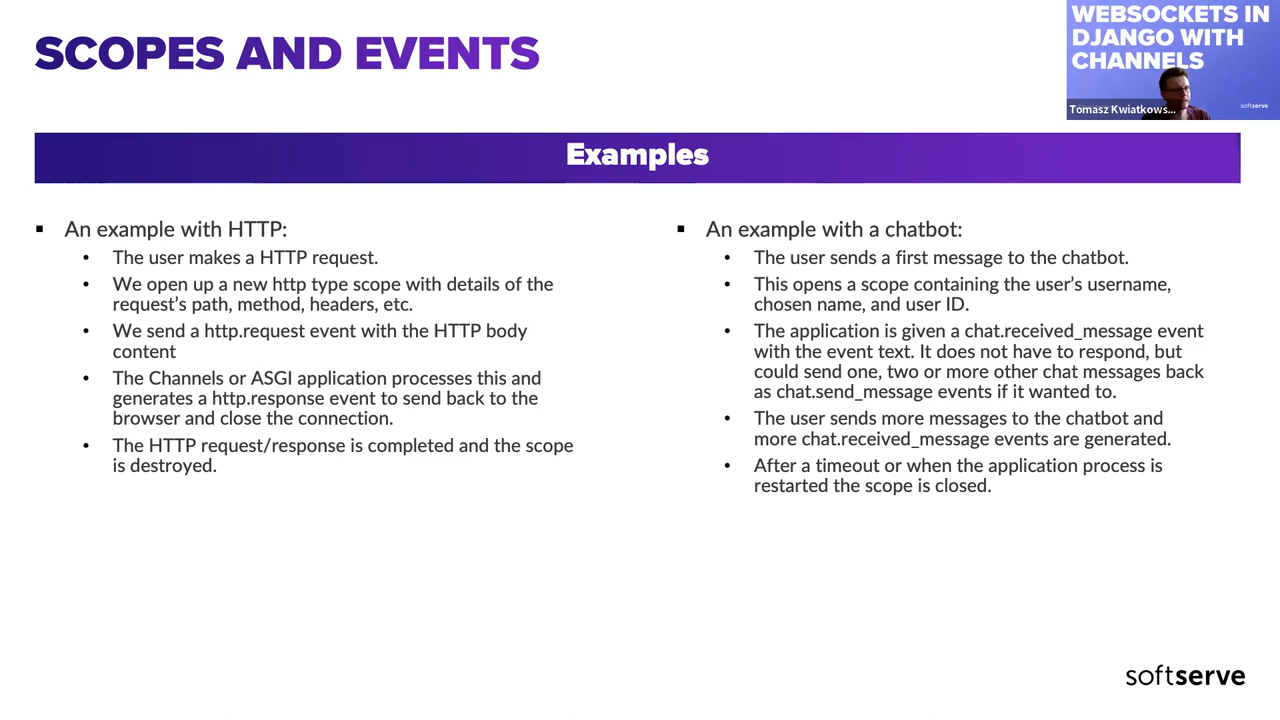 SCOPES AND EVENTS
WEBSOCKETS IN
DJANGO WITH
CHANNELS
Tomasz Kwiatkows...
softserve
Examples
▪ An example with HTTP:
• The user makes a HTTP request.
• We open up a new http type scope with details of the
request's path, method, headers, etc.
• We send a http.request event with the HTTP body
content
• The Channels or ASGI application processes this and
generates a http.response event to send back to the
browser and close the connection.
• The HTTP request/response is completed and the scope
is destroyed.
▪ An example with a chatbot:
• The user sends a first message to the chatbot.
• This opens a scope containing the user's username,
chosen name, and user ID.
• The application is given a chat.received_message event
with the event text. It does not have to respond, but
could send one, two or more other chat messages back
as chat.send_message events if it wanted to.
• The user sends more messages to the chatbot and
more chat.received_message events are generated.
• After a timeout or when the application process is
restarted the scope is closed.
softserve